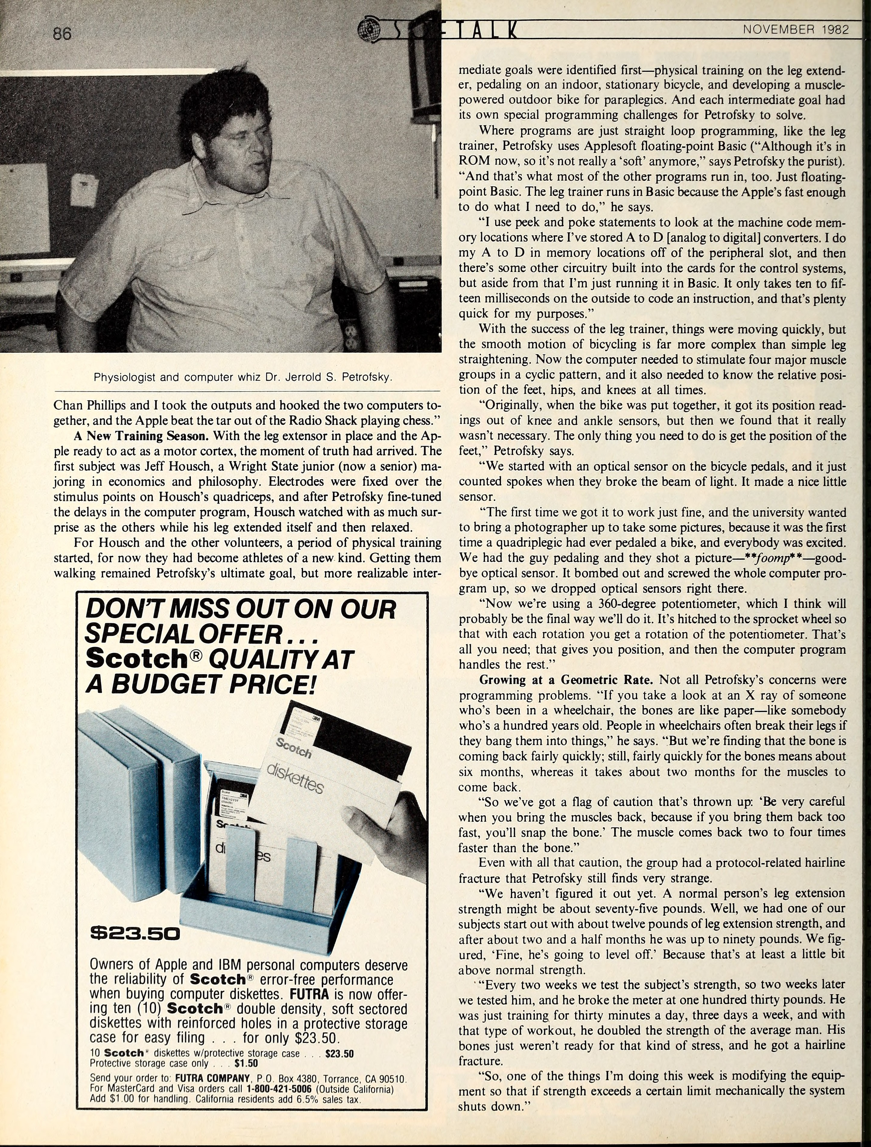 86
SOFTALK
NOVEMBER 1982
Physiologist and computer whiz Dr. Jerrold S. Petrofsky.
Chan Phillips and I took the outputs and hooked the two computers to-
gether, and the Apple beat the tar out of the Radio Shack playing chess."
A New Training Season. With the leg extensor in place and the Ap-
ple ready to act as a motor cortex, the moment of truth had arrived. The
first subject was Jeff Housch, a Wright State junior (now a senior) ma-
joring in economics and philosophy. Electrodes were fixed over the
stimulus points on Housch's quadriceps, and after Petrofsky fine-tuned
the delays in the computer program, Housch watched with as much sur-
prise as the others while his leg extended itself and then relaxed.
For Housch and the other volunteers, a period of physical training
started, for now they had become athletes of a new kind. Getting them
walking remained Petrofsky's ultimate goal, but more realizable inter-
DON'T MISS OUT ON OUR
SPECIAL OFFER...
Scotch® QUALITY AT
A BUDGET PRICE!
Scotch
diskettes
$23.50
Owners of Apple and IBM personal computers deserve
the reliability of Scotch® error-free performance
when buying computer diskettes. FUTRA is now offer-
ing ten (10) Scotch® double density, soft sectored
diskettes with reinforced holes in a protective storage
case for easy filing . . . for only $23.50.
10 Scotch® diskettes w/protective storage case . . . $23.50
Protective storage case only . . . $1.50
Send your order to: FUTRA COMPANY, P.O. Box 4380, Torrance, CA 90510.
For MasterCard and Visa orders call 1-800-421-5006 (Outside California)
Add $1.00 for handling. California residents add 6.5% sales tax.
mediate goals were identified first—physical training on the leg extend-
er, pedaling on an indoor, stationary bicycle, and developing a muscle-
powered outdoor bike for paraplegics. And each intermediate goal had
its own special programming challenges for Petrofsky to solve.
Where programs are just straight loop programming, like the leg
trainer, Petrofsky uses Applesoft floating-point Basic ("Although it's in
ROM now, so it's not really a 'soft' anymore," says Petrofsky the purist).
"And that's what most of the other programs run in, too. Just floating-
point Basic. The leg trainer runs in Basic because the Apple's fast enough
to do what I need to do," he says.
"I use peek and poke statements to look at the machine code mem-
ory locations where I've stored A to D [analog to digital] converters. I do
my A to D in memory locations off of the peripheral slot, and then
there's some other circuitry built into the cards for the control systems,
but aside from that I'm just running it in Basic. It only takes ten to fif-
teen milliseconds on the outside to code an instruction, and that's plenty
quick for my purposes."
With the success of the leg trainer, things were moving quickly, but
the smooth motion of bicycling is far more complex than simple leg
straightening. Now the computer needed to stimulate four major muscle
groups in a cyclic pattern, and it also needed to know the relative posi-
tion of the feet, hips, and knees at all times.
"Originally, when the bike was put together, it got its position read-
ings out of knee and ankle sensors, but then we found that it really
wasn't necessary. The only thing you need to do is get the position of the
feet," Petrofsky says.
"We started with an optical sensor on the bicycle pedals, and it just
counted spokes when they broke the beam of light. It made a nice little
sensor.
"The first time we got it to work just fine, and the university wanted
to bring a photographer up to take some pictures, because it was the first
time a quadriplegic had ever pedaled a bike, and everybody was excited.
We had the guy pedaling and they shot a picture—**foomp**—good-
bye optical sensor. It bombed out and screwed the whole computer pro-
gram up, so we dropped optical sensors right there.
"Now we're using a 360-degree potentiometer, which I think will
probably be the final way we'll do it. It's hitched to the sprocket wheel so
that with each rotation you get a rotation of the potentiometer. That's
all you need; that gives you position, and then the computer program
handles the rest."
Growing at a Geometric Rate. Not all Petrofsky's concerns were
programming problems. "If you take a look at an X ray of someone
who's been in a wheelchair, the bones are like paper—like somebody
who's a hundred years old. People in wheelchairs often break their legs if
they bang them into things," he says. "But we're finding that the bone is
coming back fairly quickly; still, fairly quickly for the bones means about
six months, whereas it takes about two months for the muscles to
come back.
"So we've got a flag of caution that's thrown up: 'Be very careful
when you bring the muscles back, because if you bring them back too
fast, you'll snap the bone.' The muscle comes back two to four times
faster than the bone."
Even with all that caution, the group had a protocol-related hairline
fracture that Petrofsky still finds very strange.
"We haven't figured it out yet. A normal person's leg extension
strength might be about seventy-five pounds. Well, we had one of our
subjects start out with about twelve pounds of leg extension strength, and
after about two and a half months he was up to ninety pounds. We fig-
ured, 'Fine, he's going to level off.' Because that's at least a little bit
above normal strength.
"Every two weeks we test the subject's strength, so two weeks later
we tested him, and he broke the meter at one hundred thirty pounds. He
was just training for thirty minutes a day, three days a week, and with
that type of workout, he doubled the strength of the average man. His
bones just weren't ready for that kind of stress, and he got a hairline
fracture.
"So, one of the things I'm doing this week is modifying the equip-
ment so that if strength exceeds a certain limit mechanically the system
shuts down."